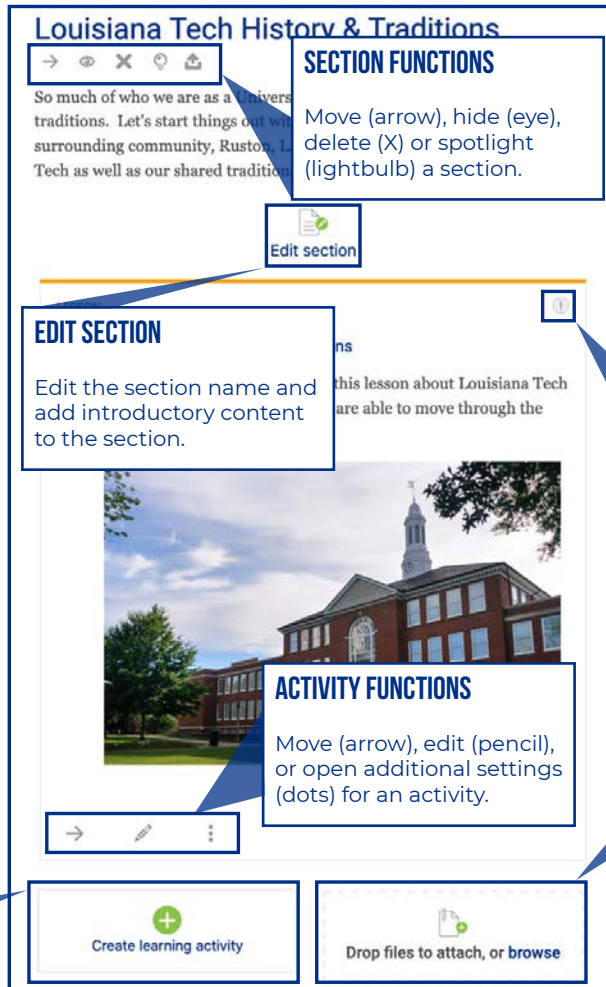 Louisiana Tech History & Traditions
SECTION FUNCTIONS
Move (arrow), hide (eye),
delete (X) or spotlight
(lightbulb) a section.
So much of who we are as a
traditions. Let's start things out
surrounding community, Ruston,
Tech as well as our shared
Edit section
EDIT SECTION
Edit the section name and
add introductory content
to the section.
this lesson about Louisiana Tech
are able to move through the
ACTIVITY FUNCTIONS
Move (arrow), edit (pencil),
or open additional settings
(dots) for an activity.
Create learning activity
Drop files to attach, or browse